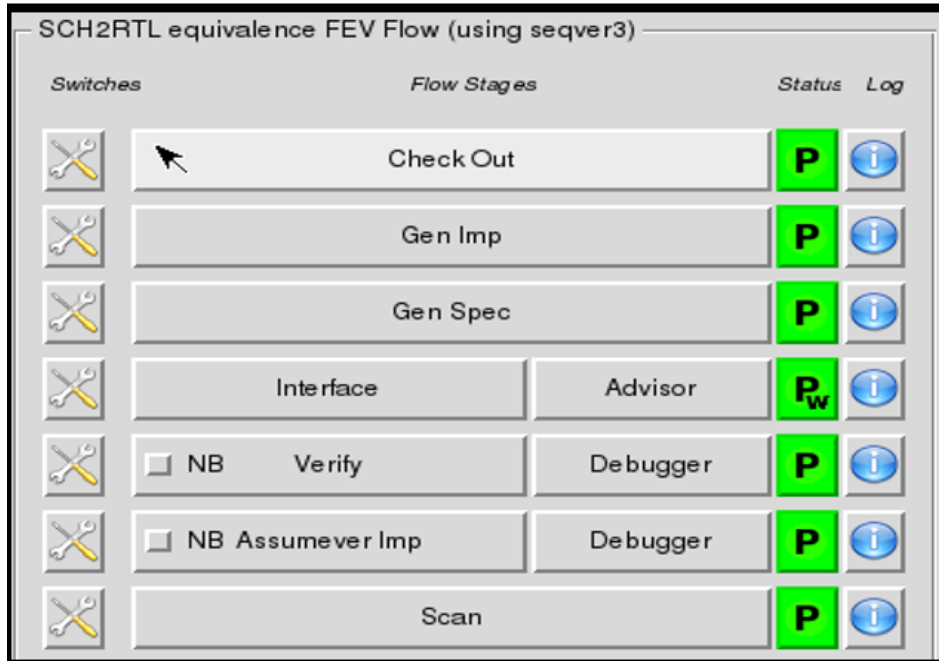 SCH2RTL equivalence FEV Flow (using seqver3)
Switches Flow Stages Status Log
Check Out P i
Gen Imp P i
Gen Spec P i
Interface Advisor Pw i
NB Verify Debugger P i
NB Assumever Imp Debugger P i
Scan P i